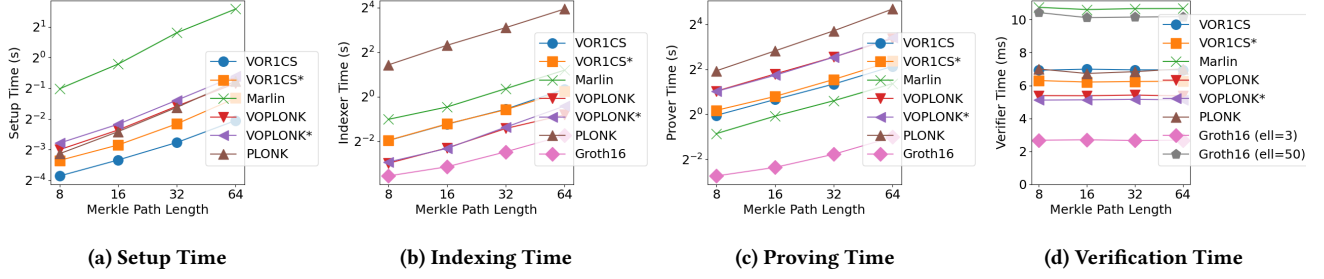 Setup Time (s)
2^1
2^0
2^-1
2^-2
2^-3
2^-4
8 16 32 64
Merkle Path Length
VOR1CS
VOR1CS*
Marlin
VOPLONK
VOPLONK*
PLONK
(a) Setup Time
Indexer Time (s)
2^4
2^2
2^0
2^-2
8 16 32 64
Merkle Path Length
VOR1CS
VOR1CS*
Marlin
VOPLONK
VOPLONK*
PLONK
Groth16
(b) Indexing Time
Prover Time (s)
2^4
2^2
2^0
2^-2
8 16 32 64
Merkle Path Length
VOR1CS
VOR1CS*
Marlin
VOPLONK
VOPLONK*
PLONK
Groth16
(c) Proving Time
Verifier Time (ms)
10
8
6
4
2
0
8 16 32 64
Merkle Path Length
VOR1CS
VOR1CS*
Marlin
VOPLONK
VOPLONK*
PLONK
Groth16 (ell=3)
Groth16 (ell=50)
(d) Verification Time